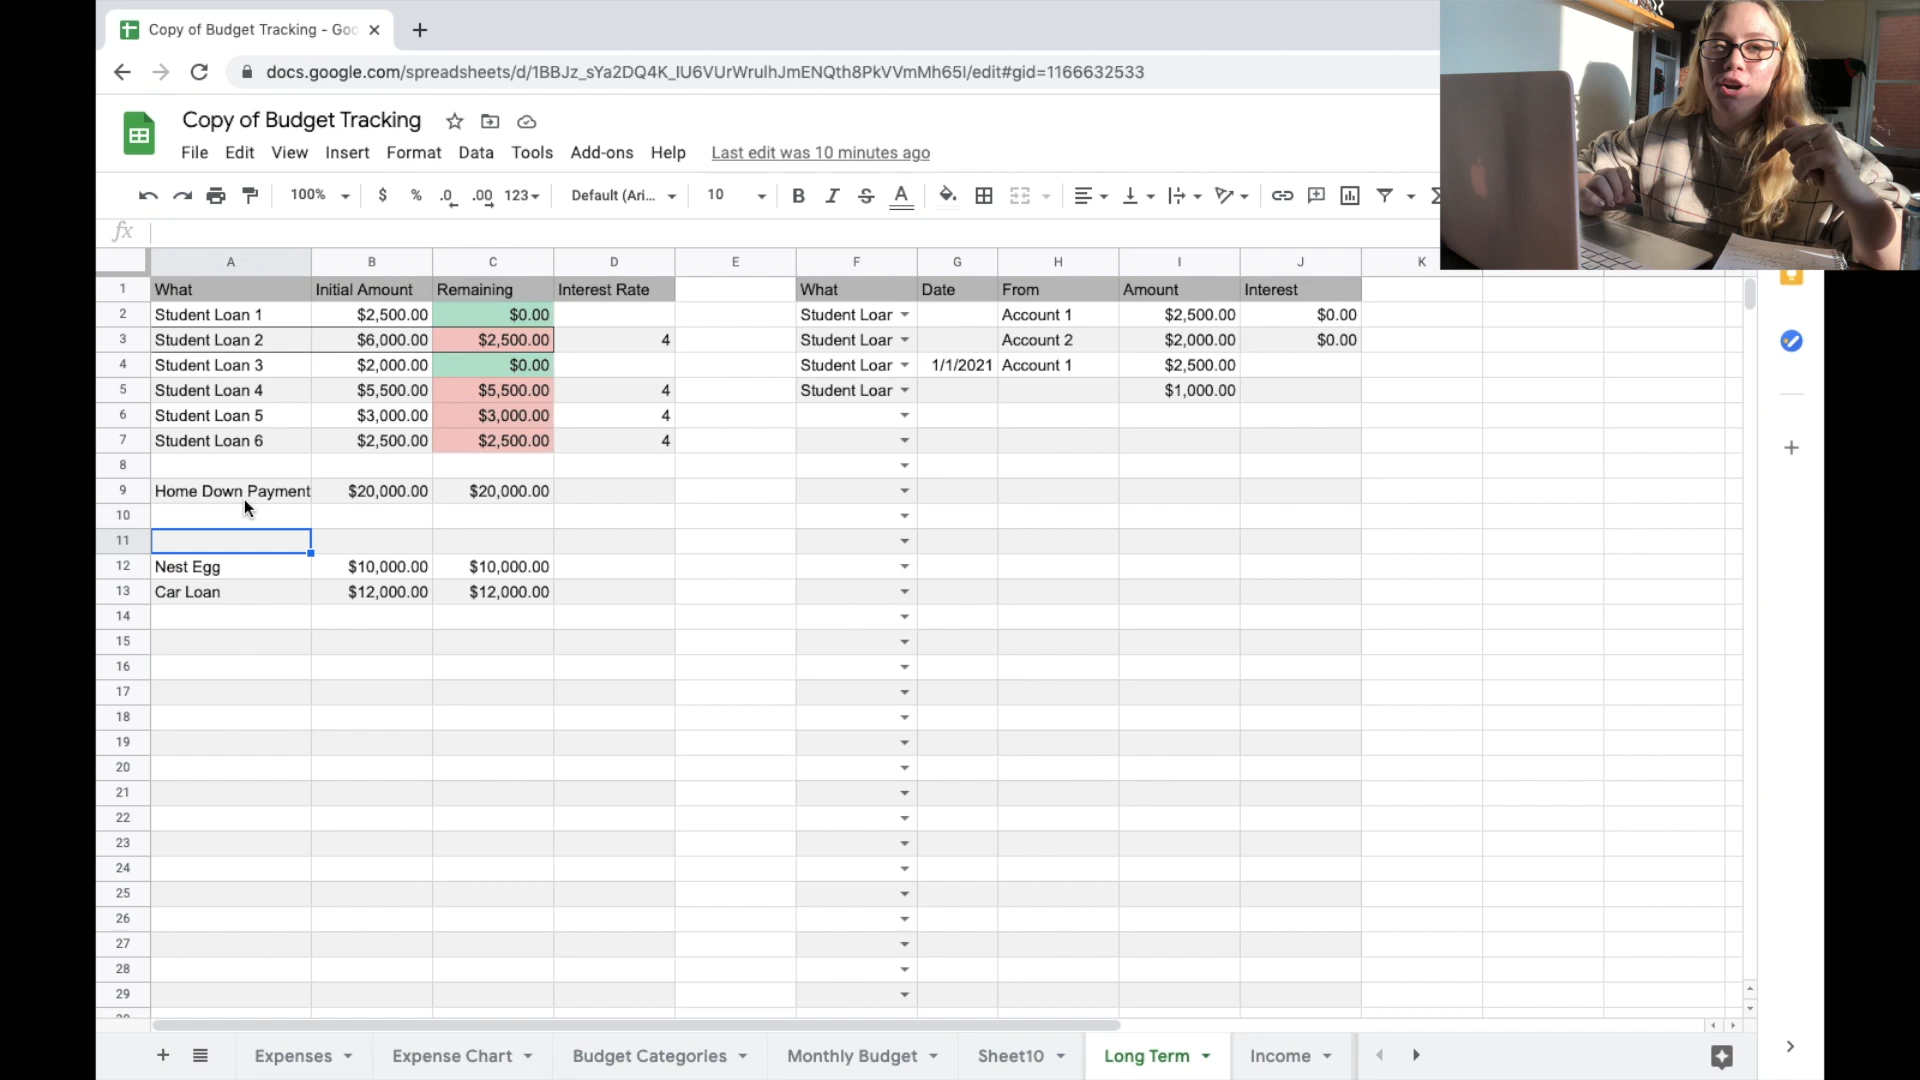 Copy of Budget Tracking - Goo
docs.google.com/spreadsheets/d/1BBJz_sYa2DQ4K_IU6VUrWrulhJmENQth8PkVVmMh65I/edit#gid=1166632533
Copy of Budget Tracking
File Edit View Insert Format Data Tools Add-ons Help Last edit was 10 minutes ago
100% $ % .0 .00 123 Default (Ari... 10 B I S A
fx
A B C D E F G H I J K
1 What Initial Amount Remaining Interest Rate What Date From Amount Interest
2 Student Loan 1 $2,500.00 $0.00 Student Loar Account 1 $2,500.00 $0.00
3 Student Loan 2 $6,000.00 $2,500.00 4 Student Loar Account 2 $2,000.00 $0.00
4 Student Loan 3 $2,000.00 $0.00 Student Loar 1/1/2021 Account 1 $2,500.00
5 Student Loan 4 $5,500.00 $5,500.00 4 Student Loar $1,000.00
6 Student Loan 5 $3,000.00 $3,000.00 4
7 Student Loan 6 $2,500.00 $2,500.00 4
8
9 Home Down Payment $20,000.00 $20,000.00
10
11
12 Nest Egg $10,000.00 $10,000.00
13 Car Loan $12,000.00 $12,000.00
14
15
16
17
18
19
20
21
22
23
24
25
26
27
28
29
Expenses Expense Chart Budget Categories Monthly Budget Sheet10 Long Term Income